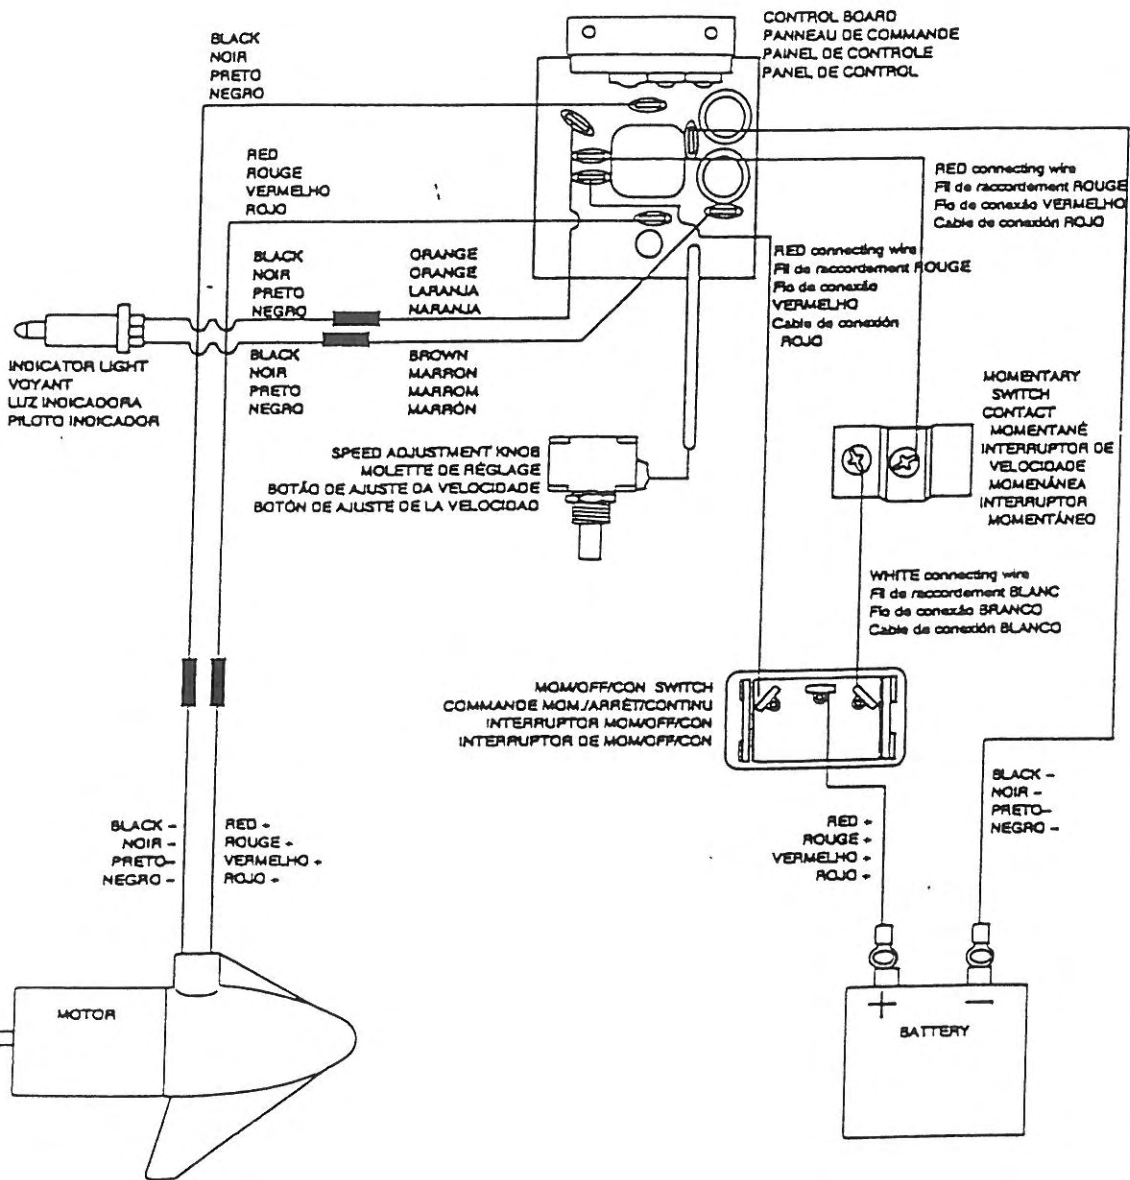 CONTROL BOARD
PANNEAU DE COMMANDE
PAINEL DE CONTROLE
PANEL DE CONTROL
BLACK
NOIR
PRETO
NEGRO
RED
ROUGE
VERMELHO
ROJO
RED connecting wire
Fil de raccordement ROUGE
Fio de conexão VERMELHO
Cable de conexión ROJO
BLACK
NOIR
PRETO
NEGRO
ORANGE
ORANGE
LARANJA
NARANJA
RED connecting wire
Fil de raccordement ROUGE
Fio de conexão
VERMELHO
Cable de conexión
ROJO
INDICATOR LIGHT
VOYANT
LUZ INDICADORA
PILOTO INDICADOR
BLACK
NOIR
PRETO
NEGRO
BROWN
MARRON
MARROM
MARRÓN
MOMENTARY
SWITCH
CONTACT
MOMENTANÉ
INTERRUPTOR DE
VELOCIDADE
MOMENÁNEA
INTERRUPTOR
MOMENTÁNEO
SPEED ADJUSTMENT KNOB
MOLETTE DE RÉGLAGE
BOTÃO DE AJUSTE DA VELOCIDADE
BOTÓN DE AJUSTE DE LA VELOCIDAD
WHITE connecting wire
Fil de raccordement BLANC
Fio de conexão BRANCO
Cable de conexión BLANCO
MOM/OFF/CON SWITCH
COMMANDE MOM./ARRÊT/CONTINU
INTERRUPTOR MOM/OFF/CON
INTERRUPTOR DE MOM/OFF/CON
BLACK -
NOIR -
PRETO-
NEGRO -
RED +
ROUGE +
VERMELHO +
ROJO +
RED +
ROUGE +
VERMELHO +
ROJO +
BLACK -
NOIR -
PRETO-
NEGRO -
MOTOR
+ -
BATTERY